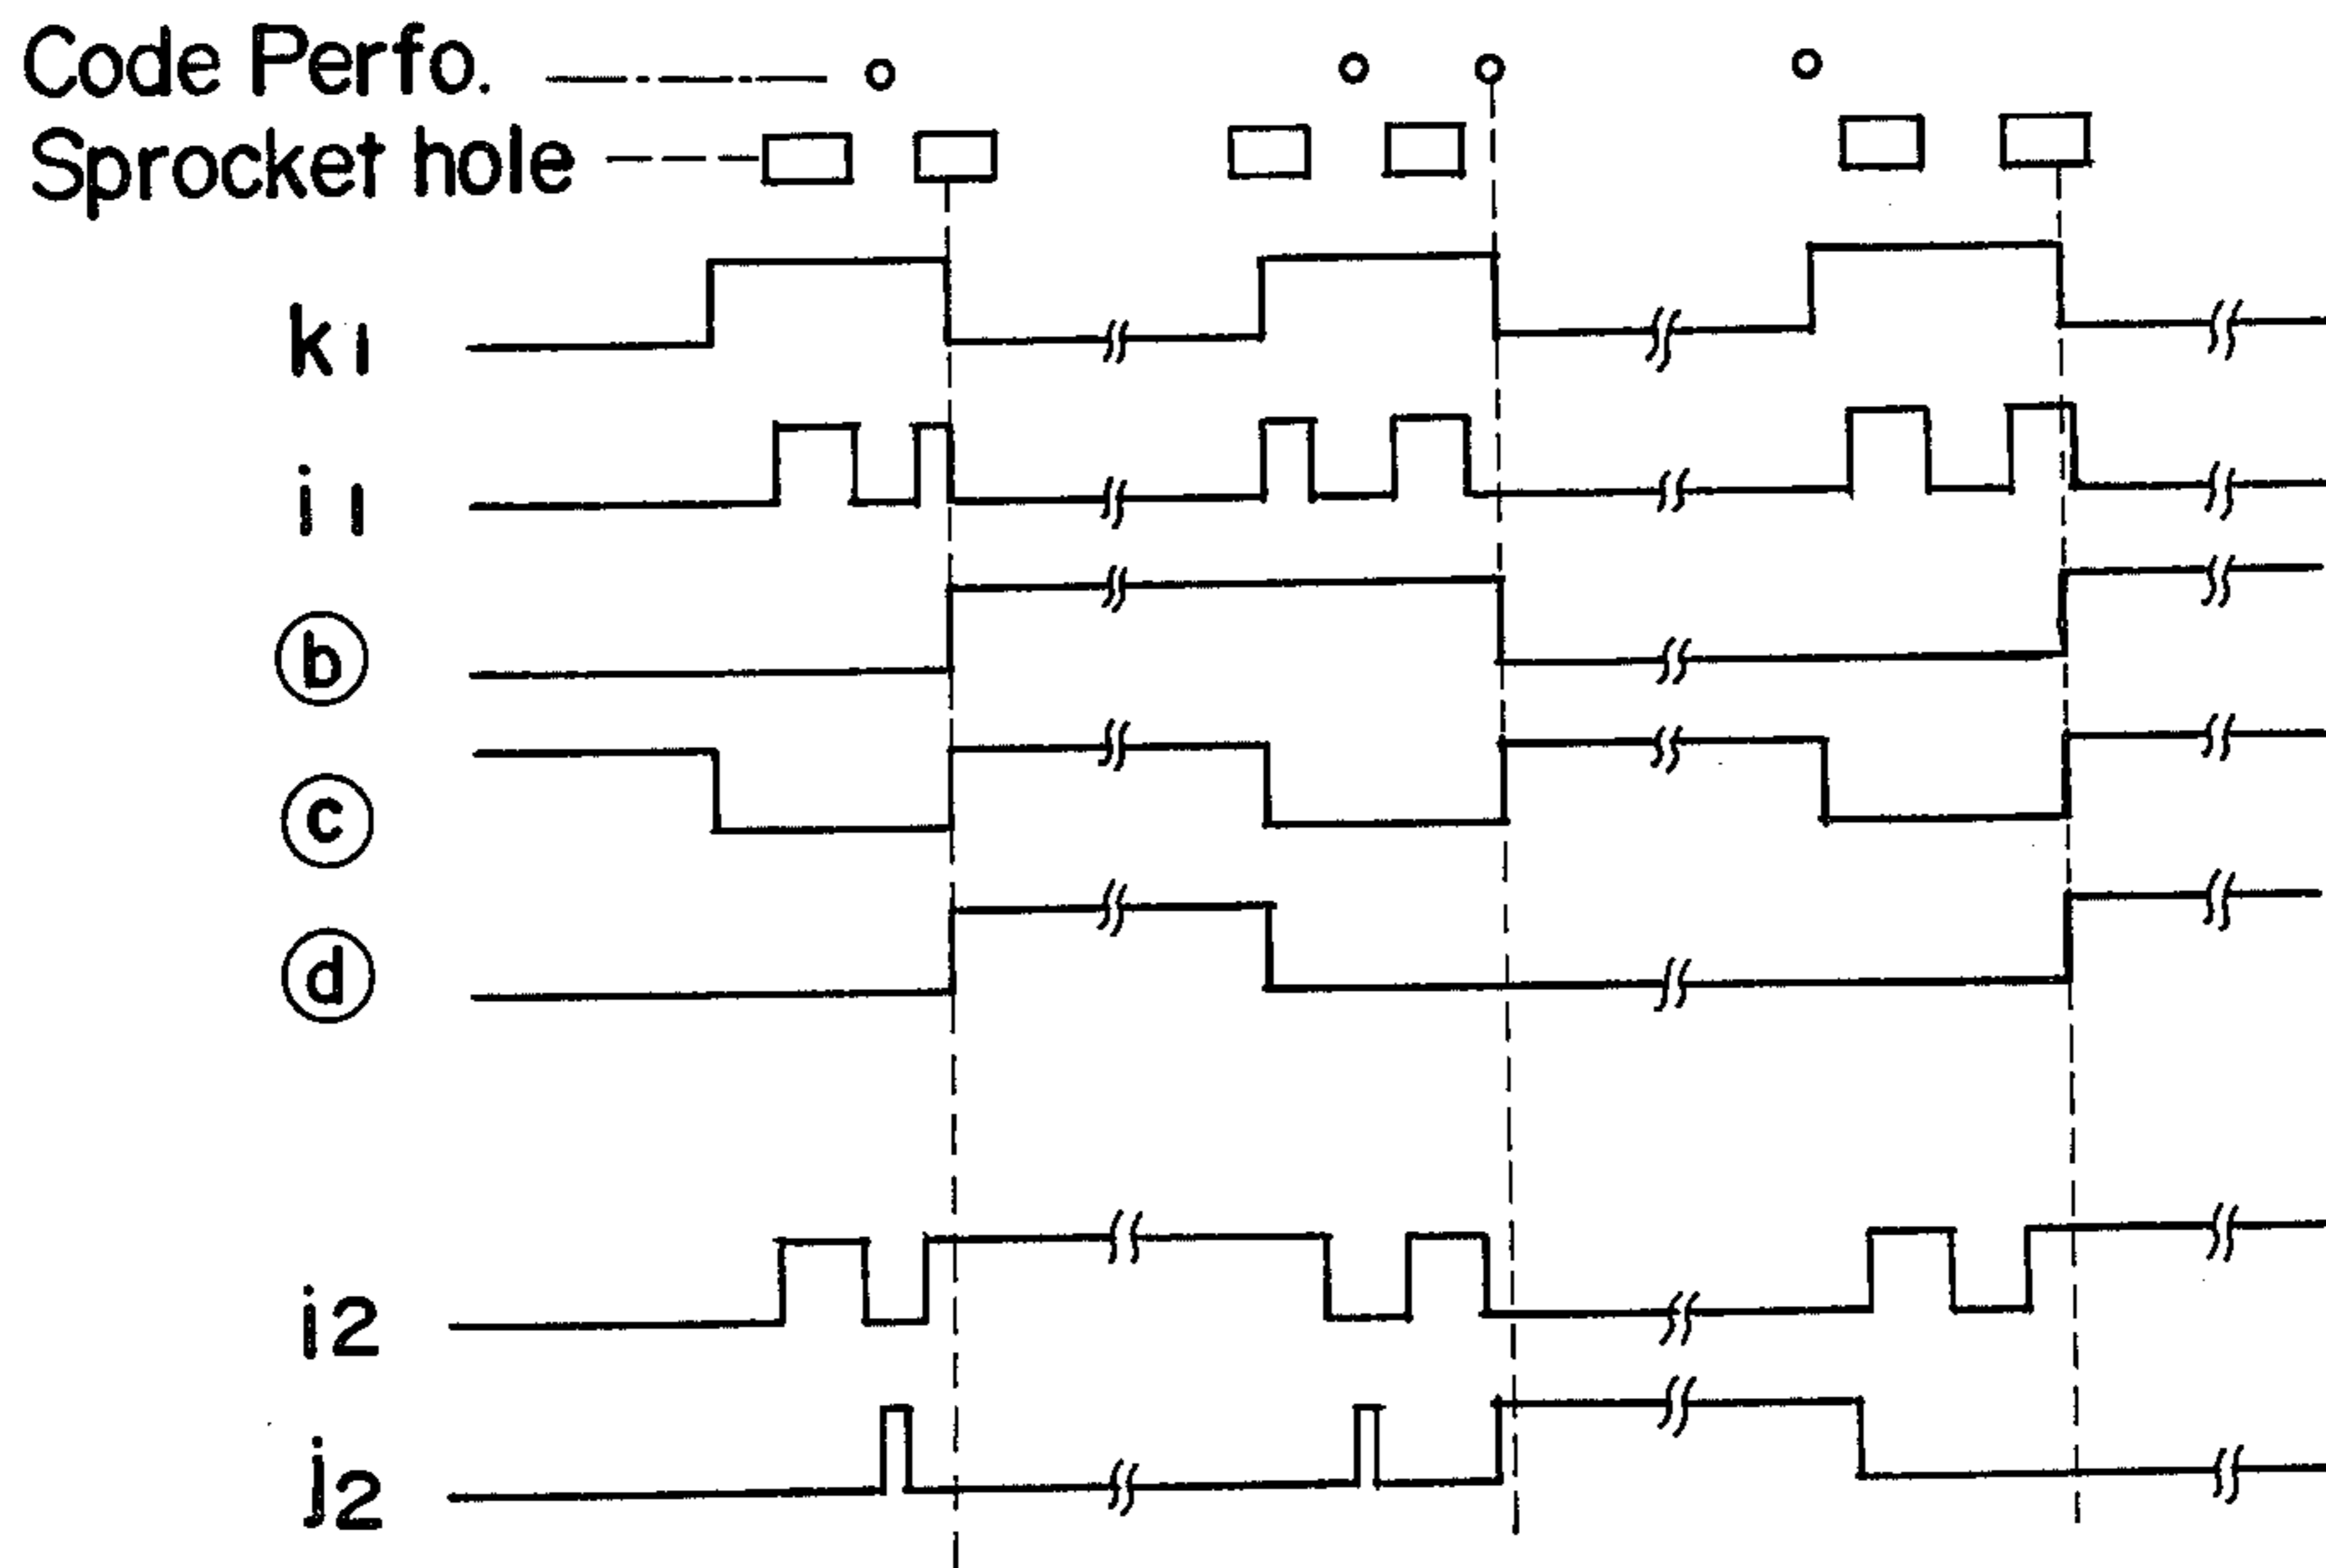 Code Perfo.
Sprocket hole
k1
i1
b
c
d
i2
j2